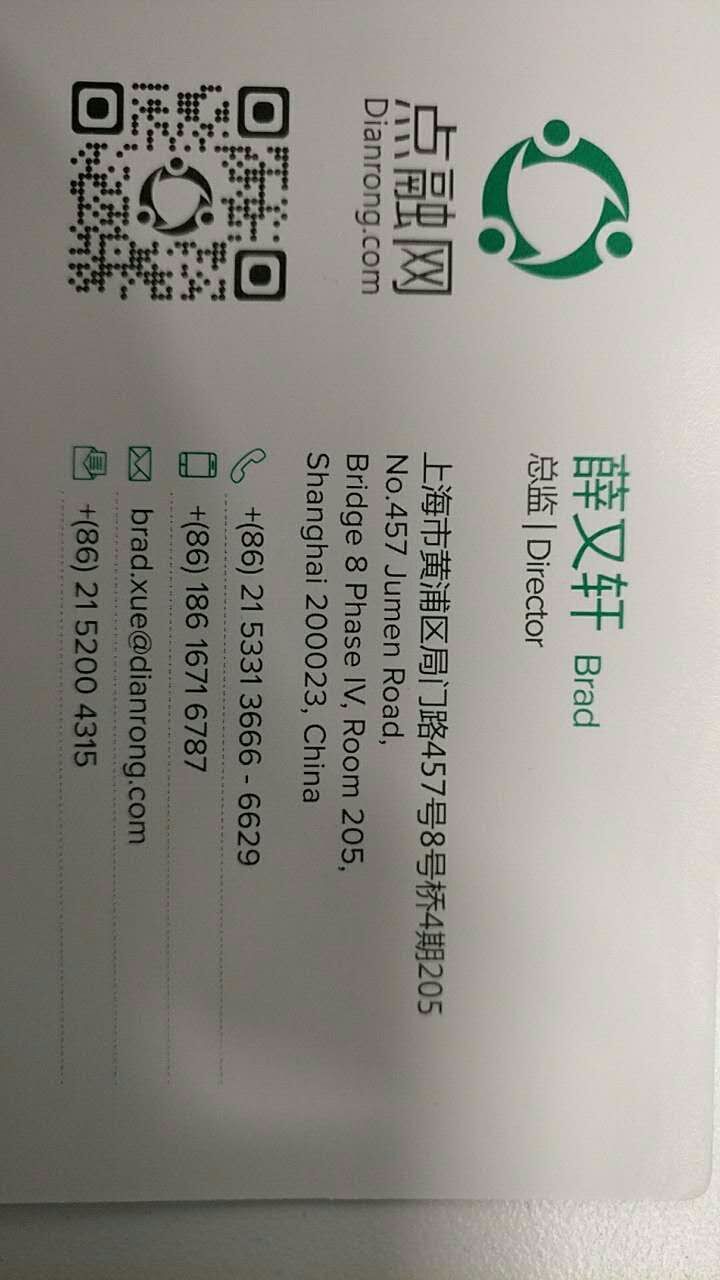 点融网
Dianrong.com
薛又轩 Brad
总监 | Director
上海市黄浦区局门路457号8号桥4期205
No.457 Jumen Road,
Bridge 8 Phase IV, Room 205,
Shanghai 200023, China
+(86) 21 5331 3666 - 6629
+(86) 186 1671 6787
brad.xue@dianrong.com
+(86) 21 5200 4315